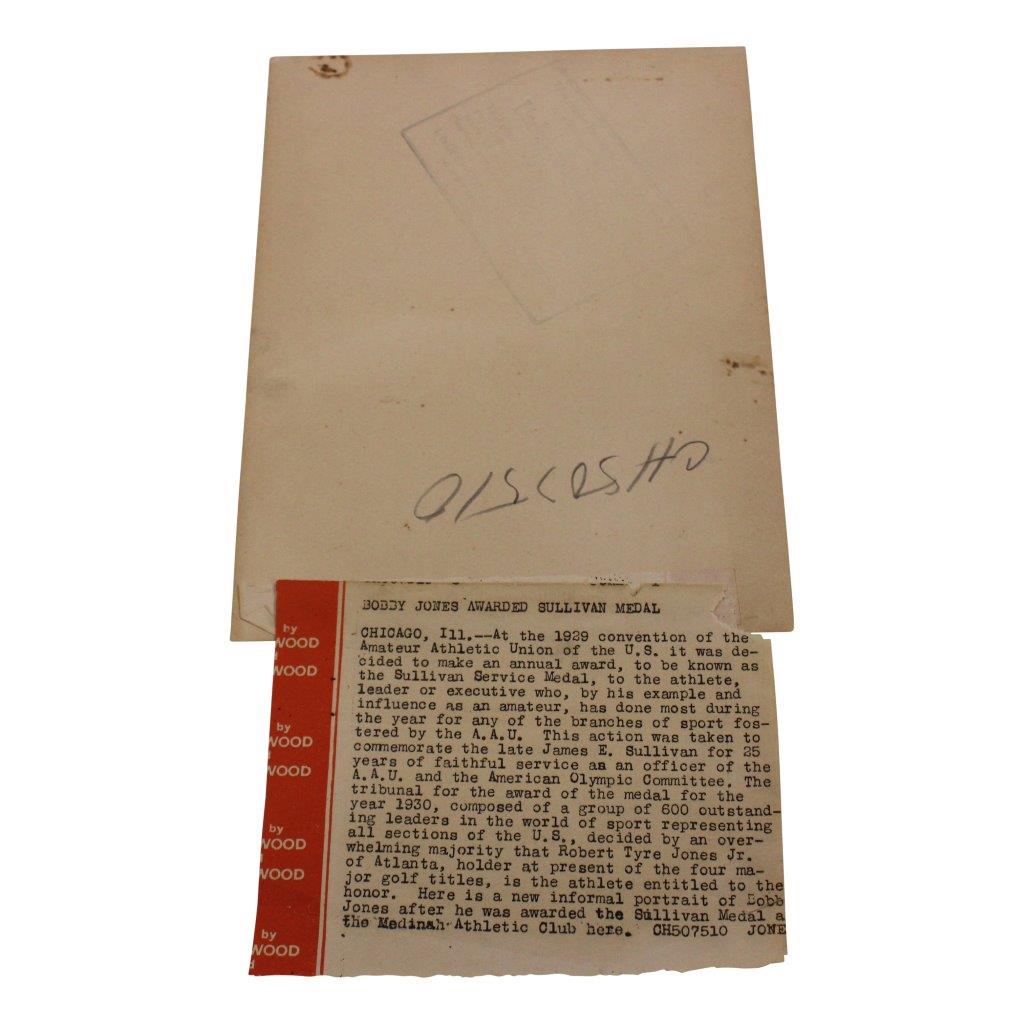 CH507510
BOBBY JONES AWARDED SULLIVAN MEDAL
CHICAGO, Ill.--At the 1929 convention of the
Amateur Athletic Union of the U.S. it was de-
cided to make an annual award, to be known as
the Sullivan Service Medal, to the athlete,
leader or executive who, by his example and
influence as an amateur, has done most during
the year for any of the branches of sport fos-
tered by the A.A.U. This action was taken to
commemorate the late James E. Sullivan for 25
years of faithful service as an officer of the
A.A.U. and the American Olympic Committee. The
tribunal for the award of the medal for the
year 1930, composed of a group of 600 outstand-
ing leaders in the world of sport representing
all sections of the U.S., decided by an over-
whelming majority that Robert Tyre Jones Jr.
of Atlanta, holder at present of the four ma-
jor golf titles, is the athlete entitled to the
honor. Here is a new informal portrait of Bobb
Jones after he was awarded the Sullivan Medal a
the Medinah Athletic Club here. CH507510 JONE
by
WOOD
WOOD
by
WOOD
WOOD
by
WOOD
WOOD
by
WOOD